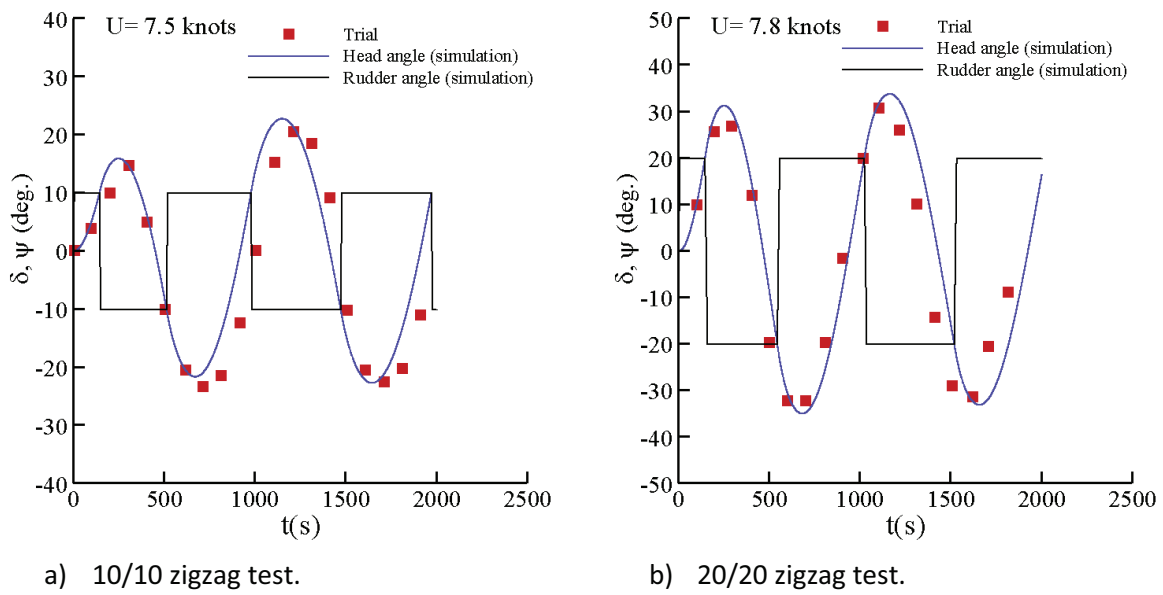 U= 7.5 knots
Trial
Head angle (simulation)
Rudder angle (simulation)
40
30
20
10
0
-10
-20
-30
-40
δ, ψ (deg.)
0 500 1000 1500 2000 2500
t(s)
a) 10/10 zigzag test.
U= 7.8 knots
Trial
Head angle (simulation)
Rudder angle (simulation)
50
40
30
20
10
0
-10
-20
-30
-40
-50
δ, ψ (deg.)
0 500 1000 1500 2000 2500
t(s)
b) 20/20 zigzag test.